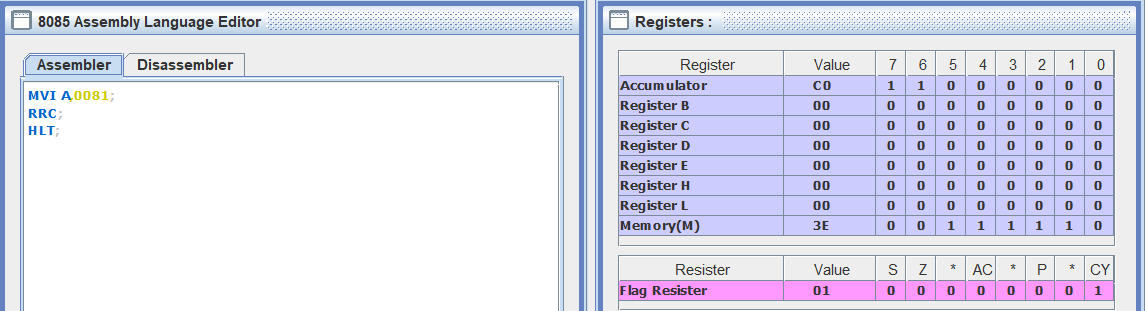 8085 Assembly Language Editor
Assembler Disassembler
MVI A,0081;
RRC;
HLT;
Registers :
Register Value 7 6 5 4 3 2 1 0
Accumulator C0 1 1 0 0 0 0 0 0
Register B 00 0 0 0 0 0 0 0 0
Register C 00 0 0 0 0 0 0 0 0
Register D 00 0 0 0 0 0 0 0 0
Register E 00 0 0 0 0 0 0 0 0
Register H 00 0 0 0 0 0 0 0 0
Register L 00 0 0 0 0 0 0 0 0
Memory(M) 3E 0 0 1 1 1 1 1 0
Resister Value S Z * AC * P * CY
Flag Resister 01 0 0 0 0 0 0 0 1